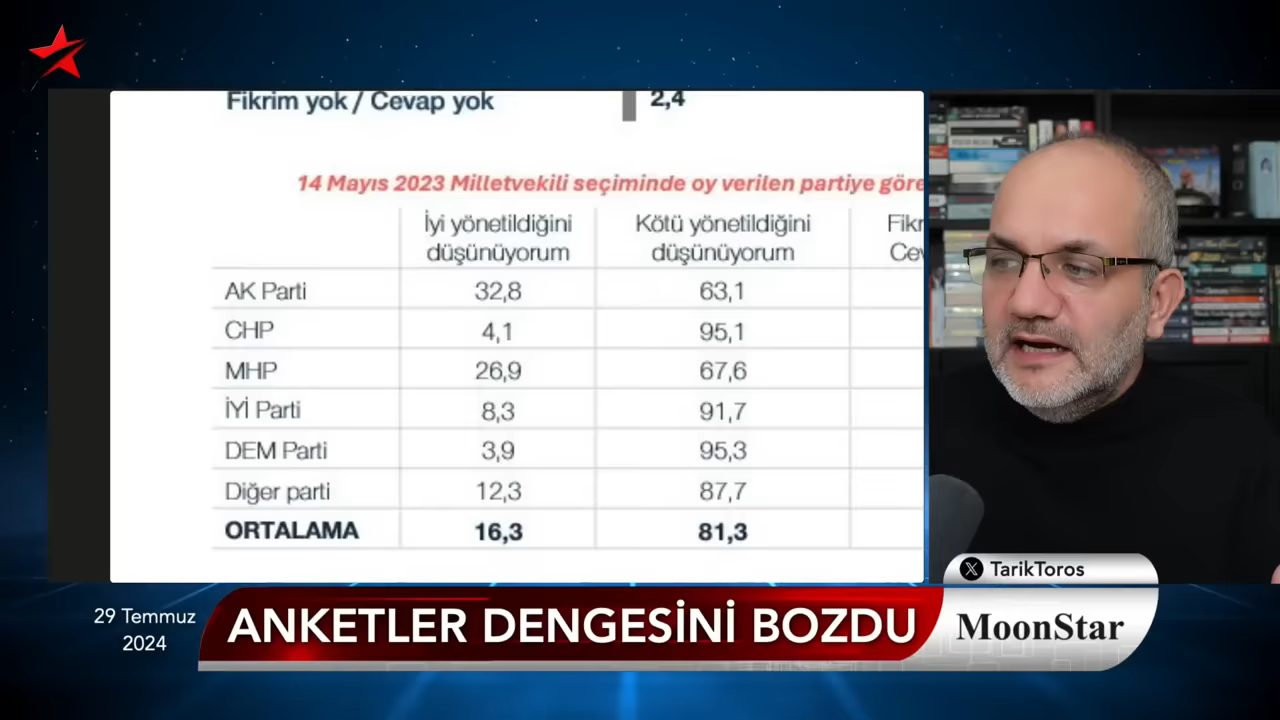 Fikrim yok / Cevap yok 2,4
14 Mayıs 2023 Milletvekili seçiminde oy verilen partiye göre
İyi yönetildiğini düşünüyorum Kötü yönetildiğini düşünüyorum Fikr Cev
AK Parti 32,8 63,1
CHP 4,1 95,1
MHP 26,9 67,6
İYİ Parti 8,3 91,7
DEM Parti 3,9 95,3
Diğer parti 12,3 87,7
ORTALAMA 16,3 81,3
TarikToros
29 Temmuz
2024
ANKETLER DENGESİNİ BOZDU
MoonStar